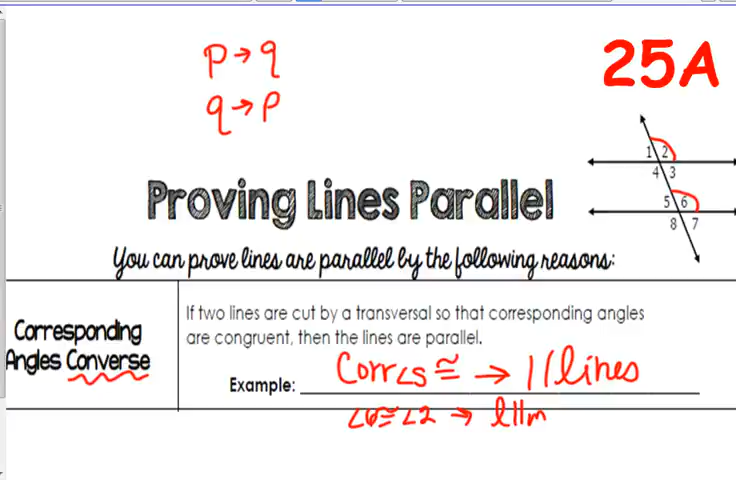 p → q
25A
q → p
1 2
4 3
5 6
8 7
Proving Lines Parallel
You can prove lines are parallel by the following reasons:
Corresponding
Angles Converse
If two lines are cut by a transversal so that corresponding angles
are congruent, then the lines are parallel.
Example: Corr ∠s ≅ → // lines
∠6 ≅ ∠2 → l || m